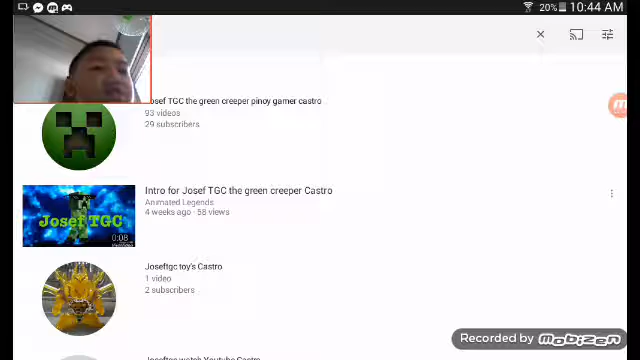 20% 10:44 AM
Josef TGC the green creeper pinoy gamer castro
93 videos
29 subscribers
Intro for Josef TGC the green creeper Castro
Animated Legends
4 weeks ago · 58 views
Josef TGC
0:08
Joseftgc toy's Castro
1 video
2 subscribers
Recorded by mobizen